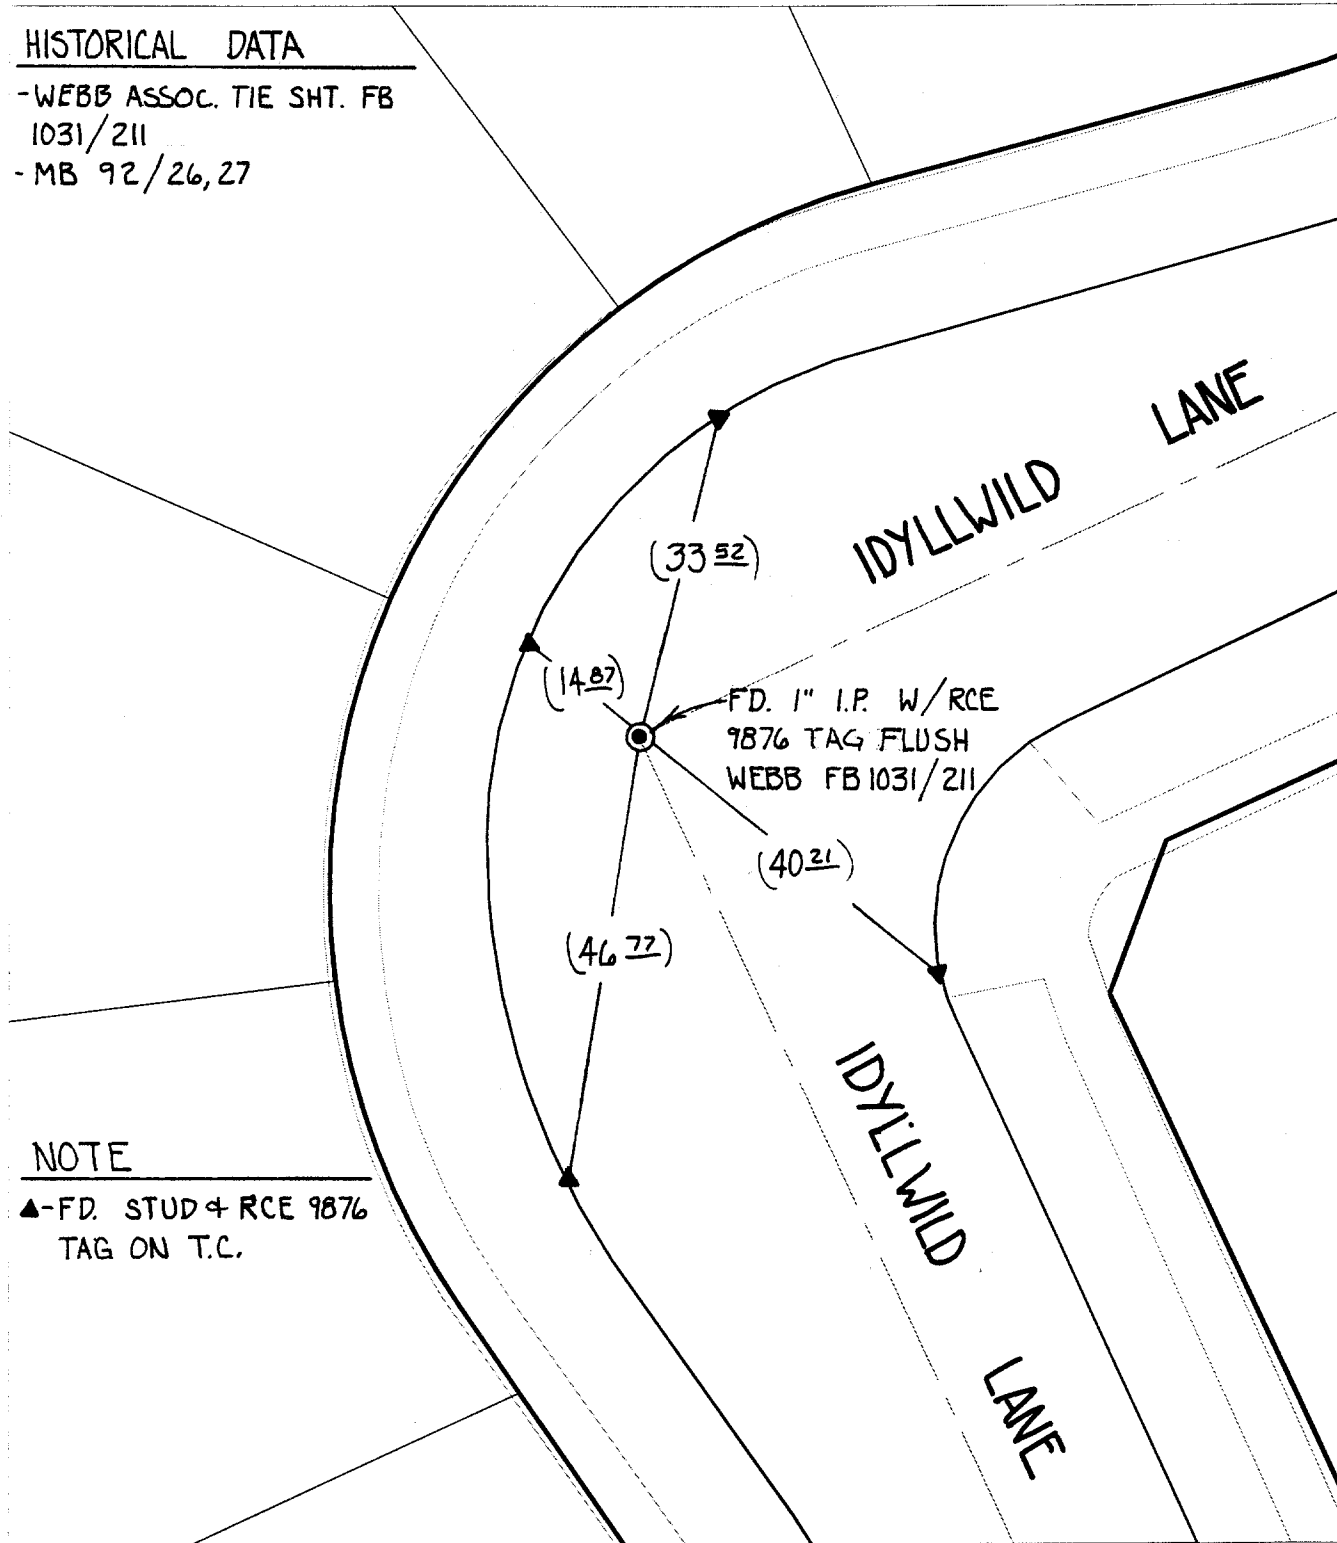 HISTORICAL DATA
-WEBB ASSOC. TIE SHT. FB
1031/211
- MB 92/26,27
LANE
IDYLLWILD
(33 52)
(14 87)
FD. 1" I.P. W/RCE
9876 TAG FLUSH
WEBB FB 1031/211
(40 21)
(46 77)
IDYLLWILD
LANE
NOTE
▲-FD. STUD & RCE 9876
TAG ON T.C.